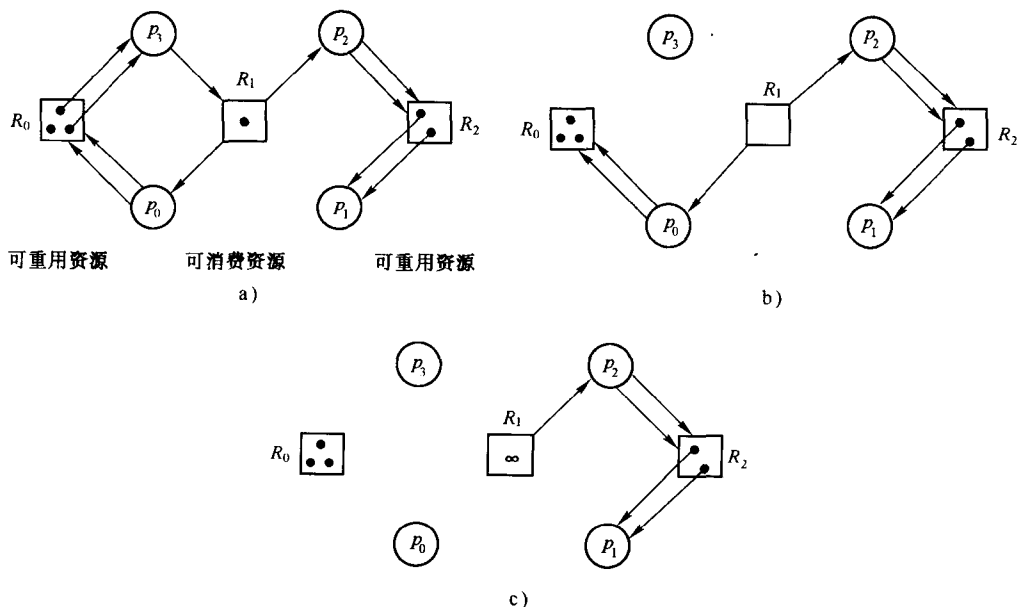 p₃
p₂
R₁
R₀
R₂
p₀
p₁
可重用资源 可消费资源 可重用资源
a)
p₃
p₂
R₁
R₀
R₂
p₀
p₁
b)
p₃
p₂
R₁
R₀
∞
R₂
p₀
p₁
c)